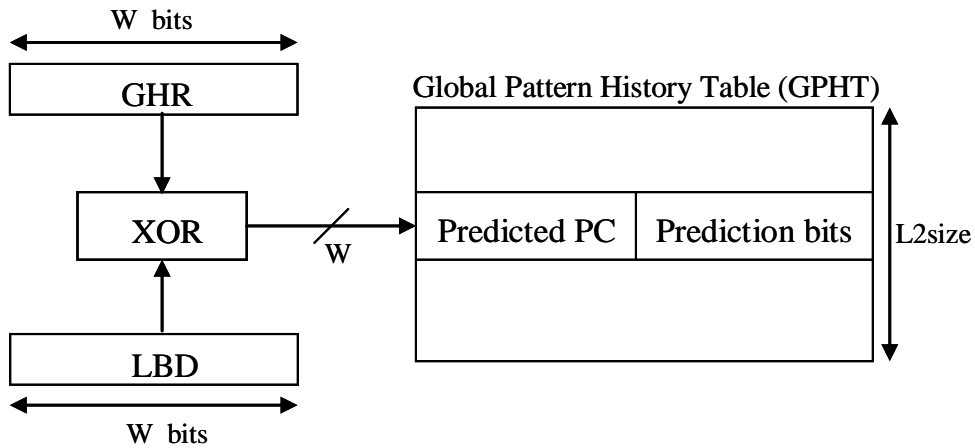 W bits
GHR
Global Pattern History Table (GPHT)
XOR
W
Predicted PC
Prediction bits
L2size
LBD
W bits